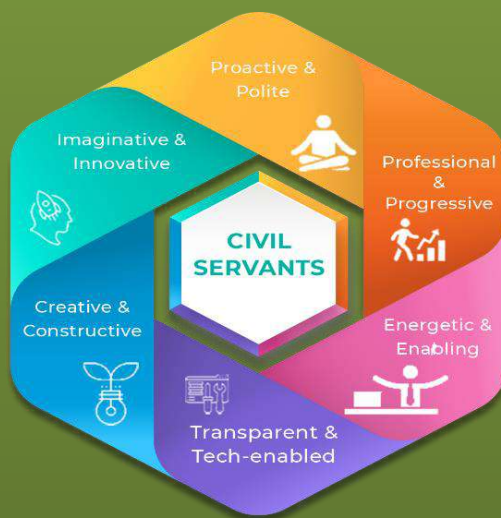 Proactive &
Polite
Imaginative &
Innovative
Professional
&
Progressive
CIVIL
SERVANTS
Creative &
Constructive
Energetic &
Enabling
Transparent &
Tech-enabled